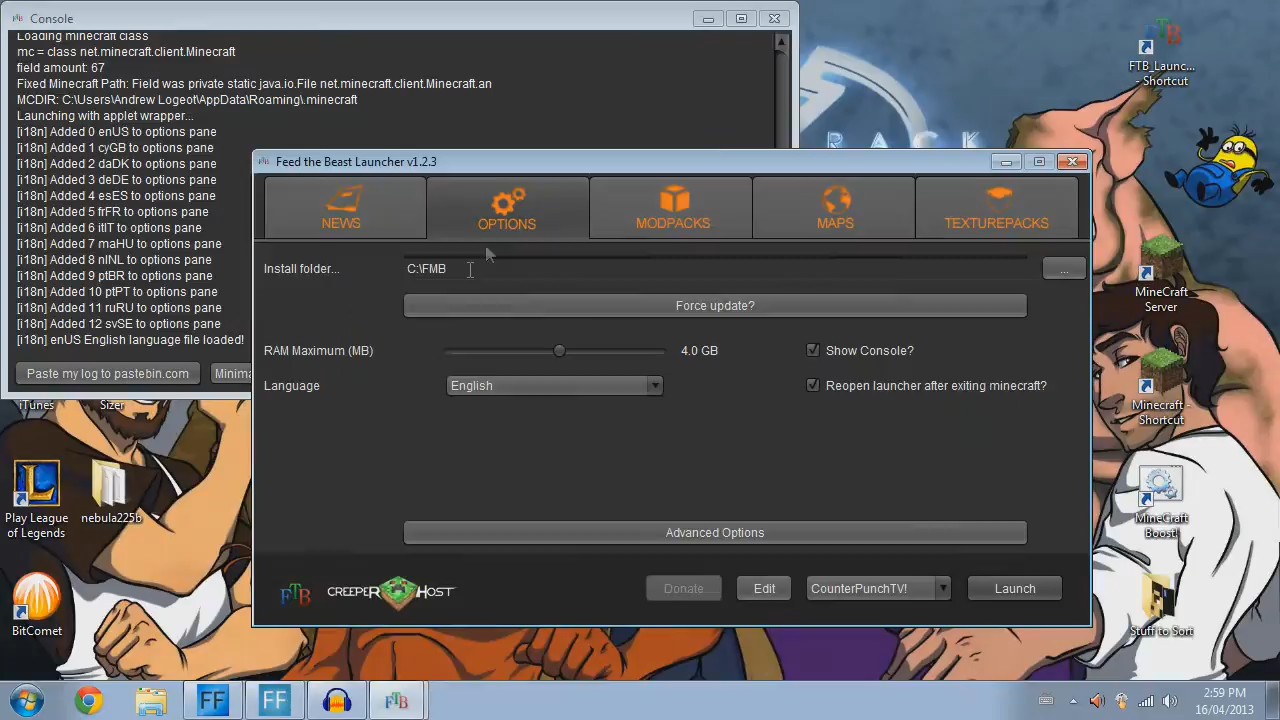 Console
Loading minecraft class
mc = class net.minecraft.client.Minecraft
field amount: 67
Fixed Minecraft Path: Field was private static java.io.File net.minecraft.client.Minecraft.an
MCDIR: C:\Users\Andrew Logeot\AppData\Roaming\.minecraft
Launching with applet wrapper...
[i18n] Added 0 enUS to options pane
[i18n] Added 1 cyGB to options pane
[i18n] Added 2 daDK to options pane
[i18n] Added 3 deDE to options pane
[i18n] Added 4 esES to options pane
[i18n] Added 5 frFR to options pane
[i18n] Added 6 itIT to options pane
[i18n] Added 7 maHU to options pane
[i18n] Added 8 nlNL to options pane
[i18n] Added 9 ptBR to options pane
[i18n] Added 10 ptPT to options pane
[i18n] Added 11 ruRU to options pane
[i18n] Added 12 svSE to options pane
[i18n] enUS English language file loaded!
Paste my log to pastebin.com
Minima
Feed the Beast Launcher v1.2.3
NEWS
OPTIONS
MODPACKS
MAPS
TEXTUREPACKS
Install folder...
C:\FMB
...
Force update?
RAM Maximum (MB)
4.0 GB
Show Console?
Language
English
Reopen launcher after exiting minecraft?
Advanced Options
FTB
CREEPER HOST
Donate
Edit
CounterPunchTV!
Launch
RACK
FTB_Launc...
- Shortcut
MineCraft
Server
Minecraft -
Shortcut
MineCraft
Boost!
Stuff to Sort
iTunes
Sizer
Play League
of Legends
nebula225b
BitComet
FF
FF
FTB
2:59 PM
16/04/2013